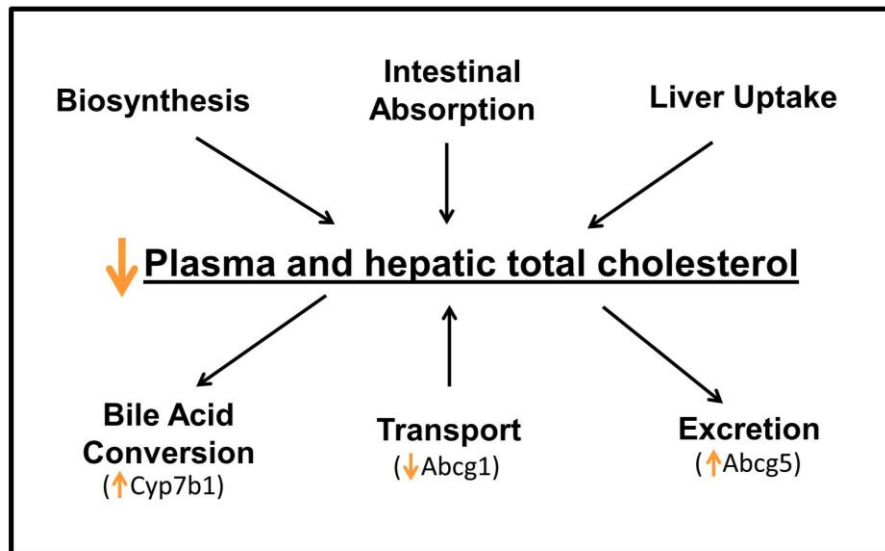 Biosynthesis
Intestinal
Absorption
Liver Uptake
Plasma and hepatic total cholesterol
Bile Acid
Conversion
(↑Cyp7b1)
Transport
(↓Abcg1)
Excretion
(↑Abcg5)